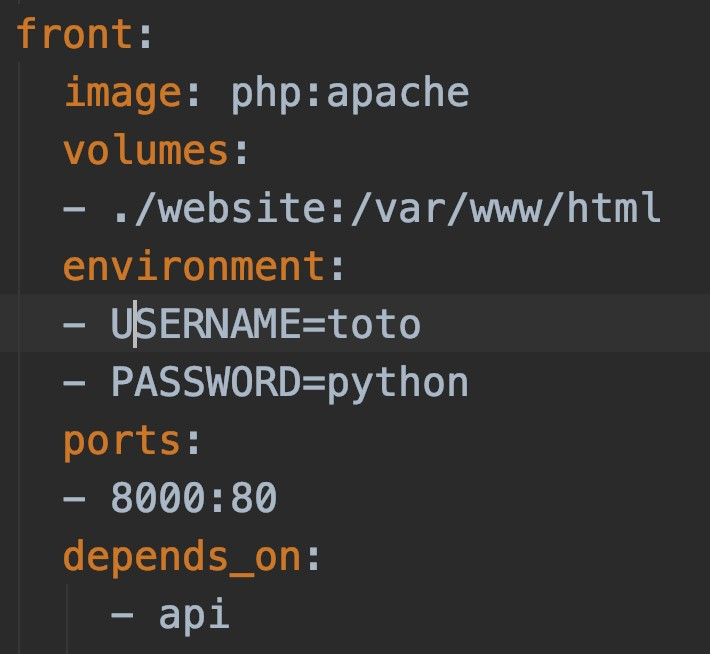 front:
  image: php:apache
  volumes:
  - ./website:/var/www/html
  environment:
  - USERNAME=toto
  - PASSWORD=python
  ports:
  - 8000:80
  depends_on:
    - api